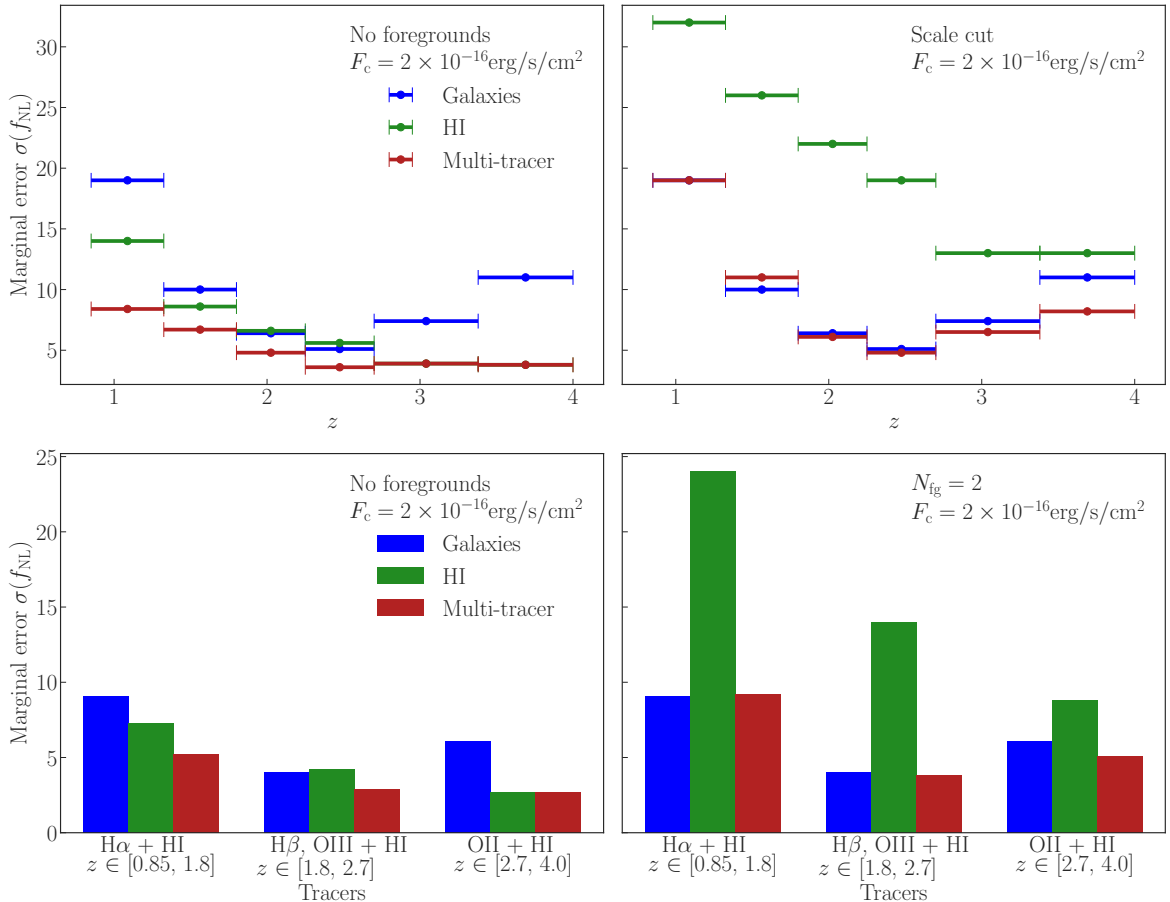 No foregrounds
F_c = 2 × 10^{-16}erg/s/cm^2
Galaxies
HI
Multi-tracer
Marginal error σ(f_NL)
30
25
20
15
10
5
1 2 3 4
z
Scale cut
F_c = 2 × 10^{-16}erg/s/cm^2
1 2 3 4
z
No foregrounds
F_c = 2 × 10^{-16}erg/s/cm^2
Galaxies
HI
Multi-tracer
Marginal error σ(f_NL)
25
20
15
10
5
0
Hα + HI
z ∈ [0.85, 1.8]
Hβ, OIII + HI
z ∈ [1.8, 2.7]
OII + HI
z ∈ [2.7, 4.0]
Tracers
N_fg = 2
F_c = 2 × 10^{-16}erg/s/cm^2
Hα + HI
z ∈ [0.85, 1.8]
Hβ, OIII + HI
z ∈ [1.8, 2.7]
OII + HI
z ∈ [2.7, 4.0]
Tracers